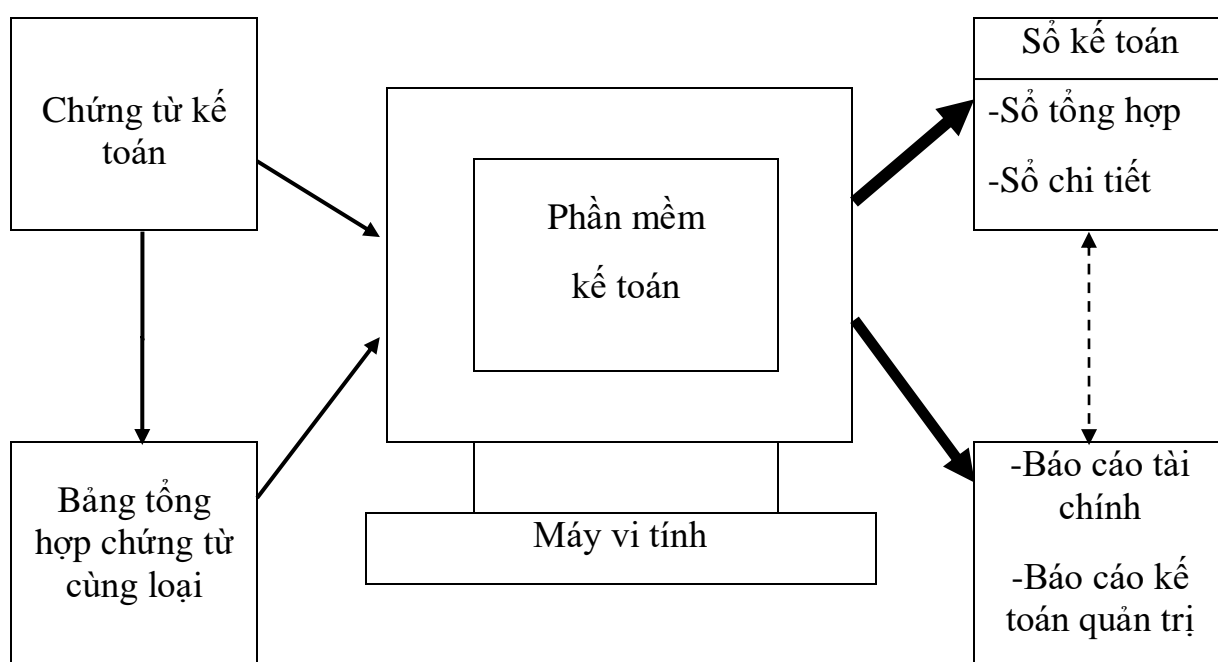 Chứng từ kế
toán
Bảng tổng
hợp chứng từ
cùng loại
Phần mềm
kế toán
Máy vi tính
Sổ kế toán
-Sổ tổng hợp
-Sổ chi tiết
-Báo cáo tài
chính
-Báo cáo kế
toán quản trị